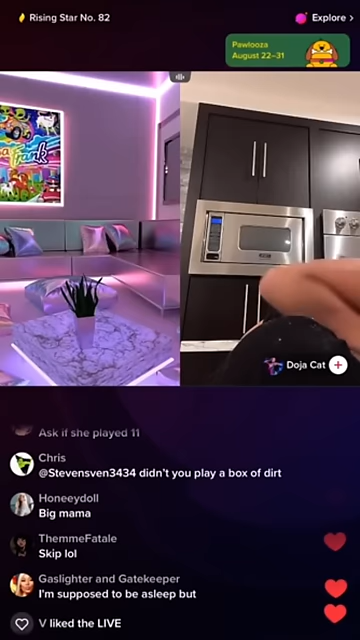 Rising Star No. 82
Explore >
Pawlooza
August 22–31
Frank
Doja Cat
Ask if she played 11
Chris
@Stevensven3434 didn't you play a box of dirt
Honeeydoll
Big mama
ThemmeFatale
Skip lol
Gaslighter and Gatekeeper
I'm supposed to be asleep but
V liked the LIVE